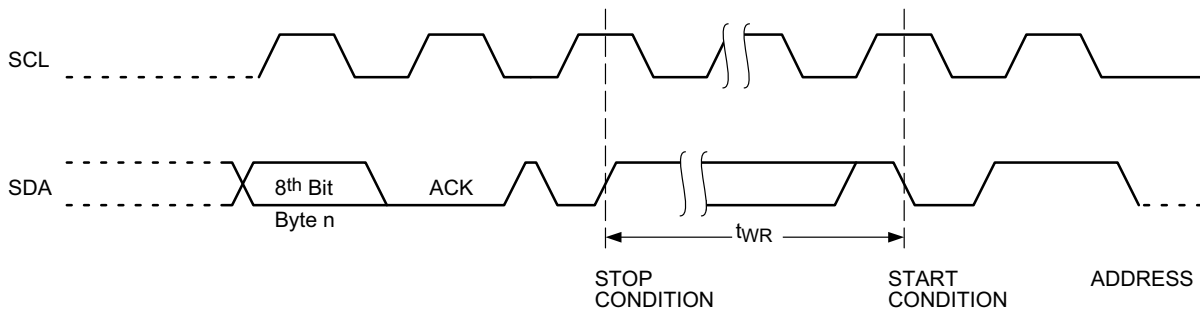 SCL
SDA
8th Bit
ACK
Byte n
tWR
STOP
CONDITION
START
CONDITION
ADDRESS